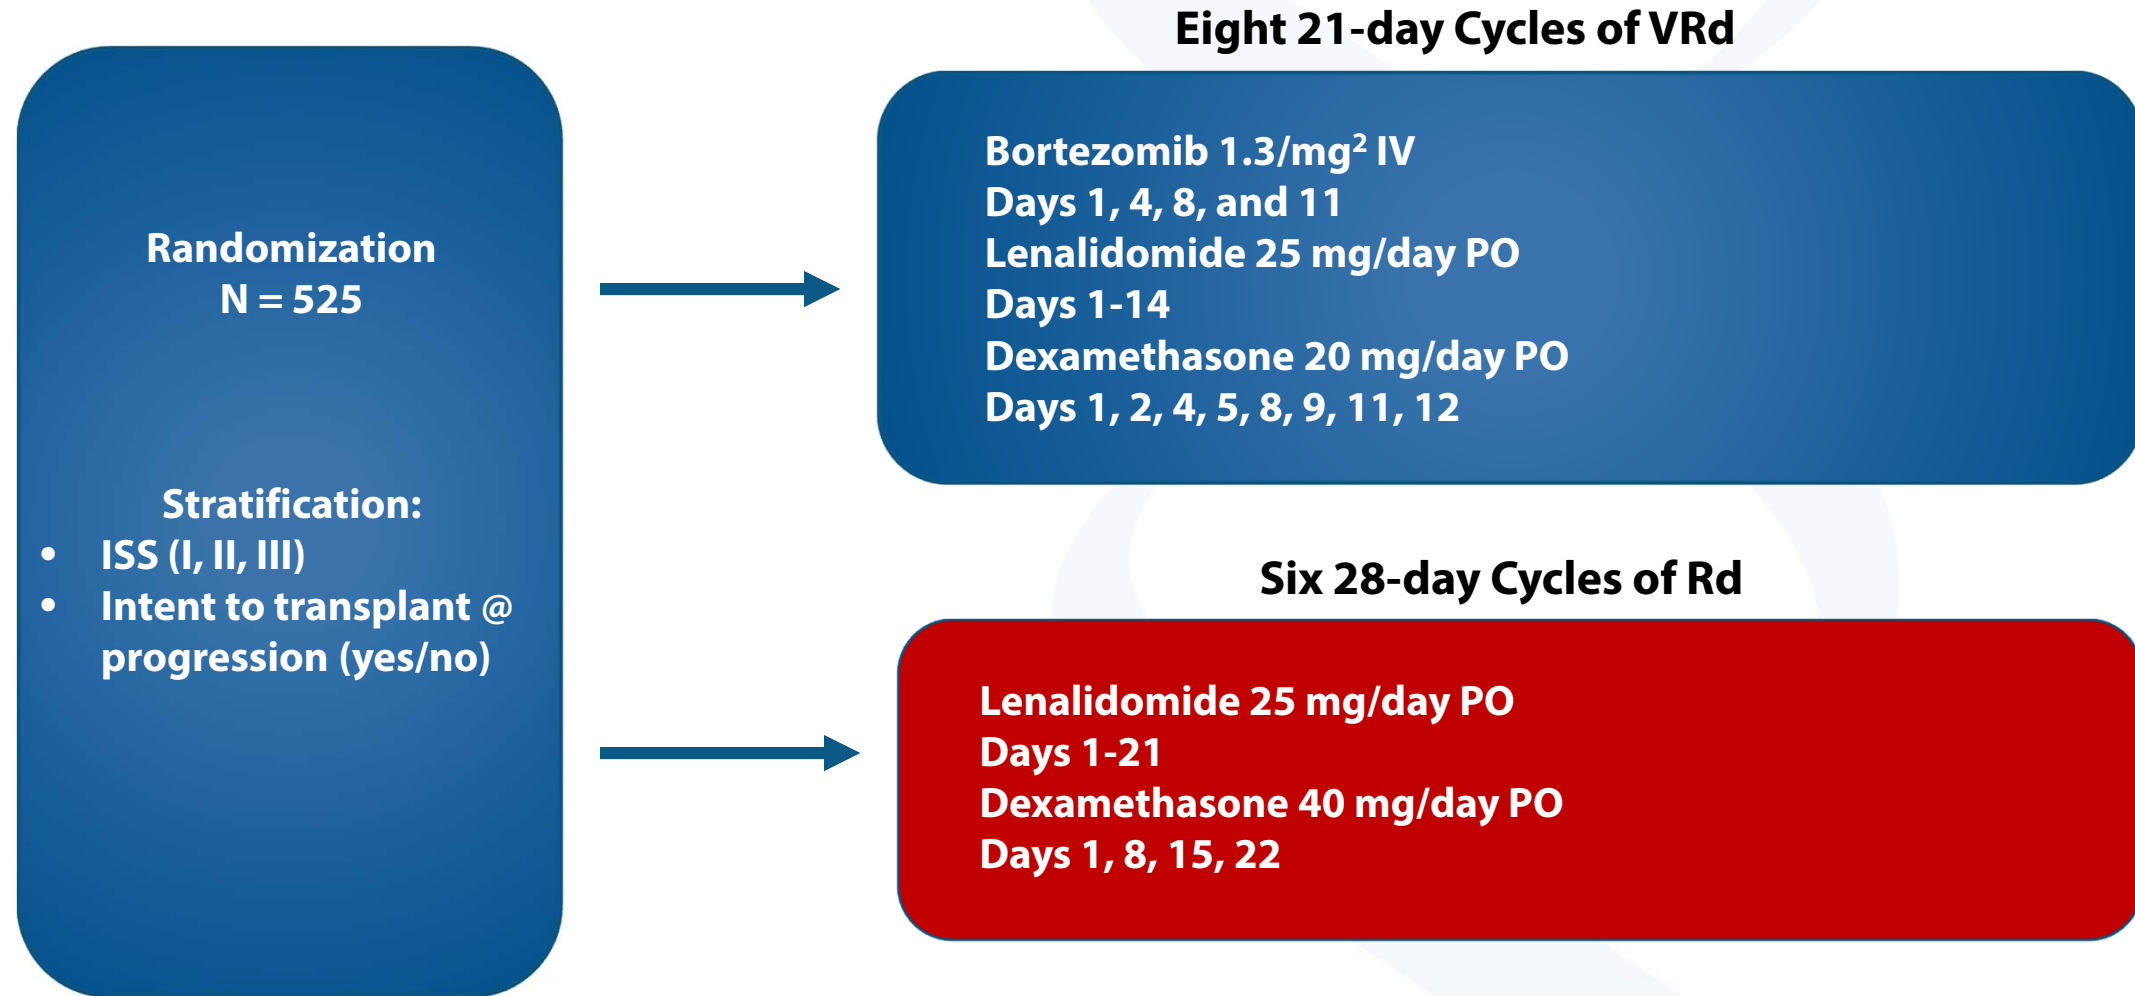 Randomization
N = 525
Stratification:
• ISS (I, II, III)
• Intent to transplant @
progression (yes/no)
Eight 21-day Cycles of VRd
Bortezomib 1.3/mg² IV
Days 1, 4, 8, and 11
Lenalidomide 25 mg/day PO
Days 1-14
Dexamethasone 20 mg/day PO
Days 1, 2, 4, 5, 8, 9, 11, 12
Six 28-day Cycles of Rd
Lenalidomide 25 mg/day PO
Days 1-21
Dexamethasone 40 mg/day PO
Days 1, 8, 15, 22